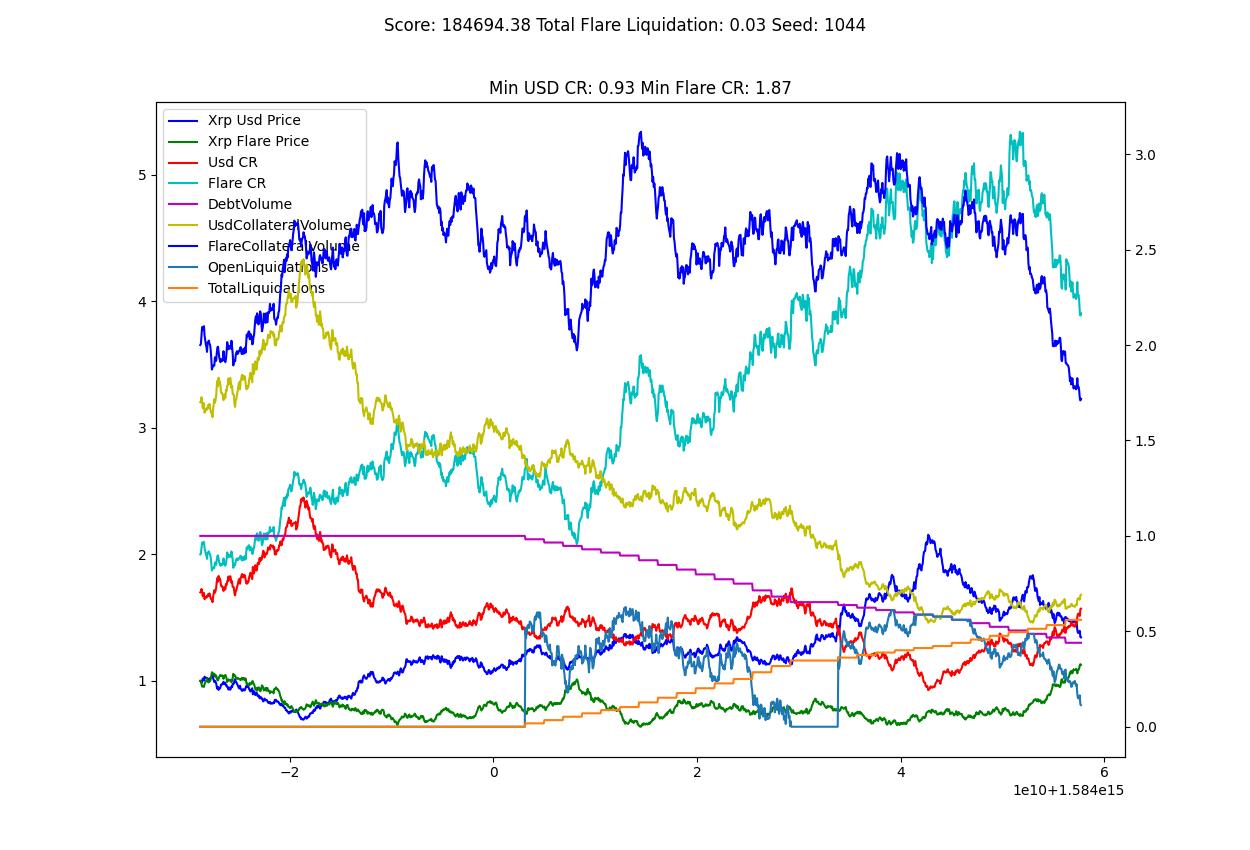 Score: 184694.38 Total Flare Liquidation: 0.03 Seed: 1044
Min USD CR: 0.93 Min Flare CR: 1.87
Xrp Usd Price
Xrp Flare Price
Usd CR
Flare CR
DebtVolume
UsdCollateralVolume
FlareCollateralVolume
OpenLiquidations
TotalLiquidations
5
4
3
2
1
3.0
2.5
2.0
1.5
1.0
0.5
0.0
−2 0 2 4 6
1e10+1.584e15